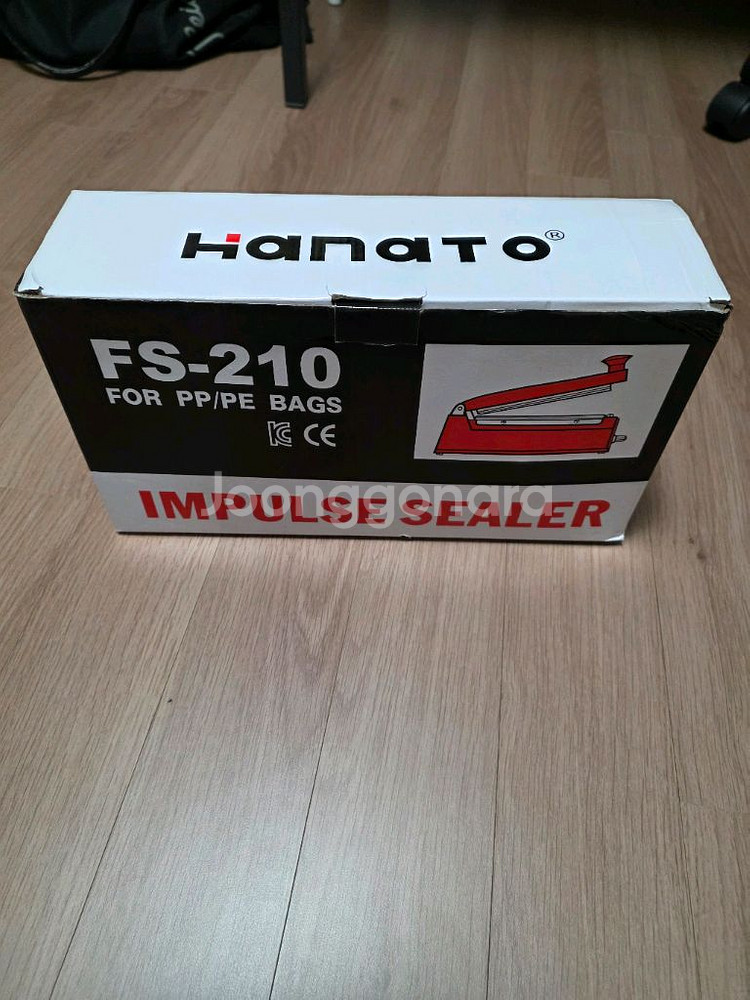 Hanato®
FS-210
FOR PP/PE BAGS
KC CE
IMPULSE SEALER
Joonggonara